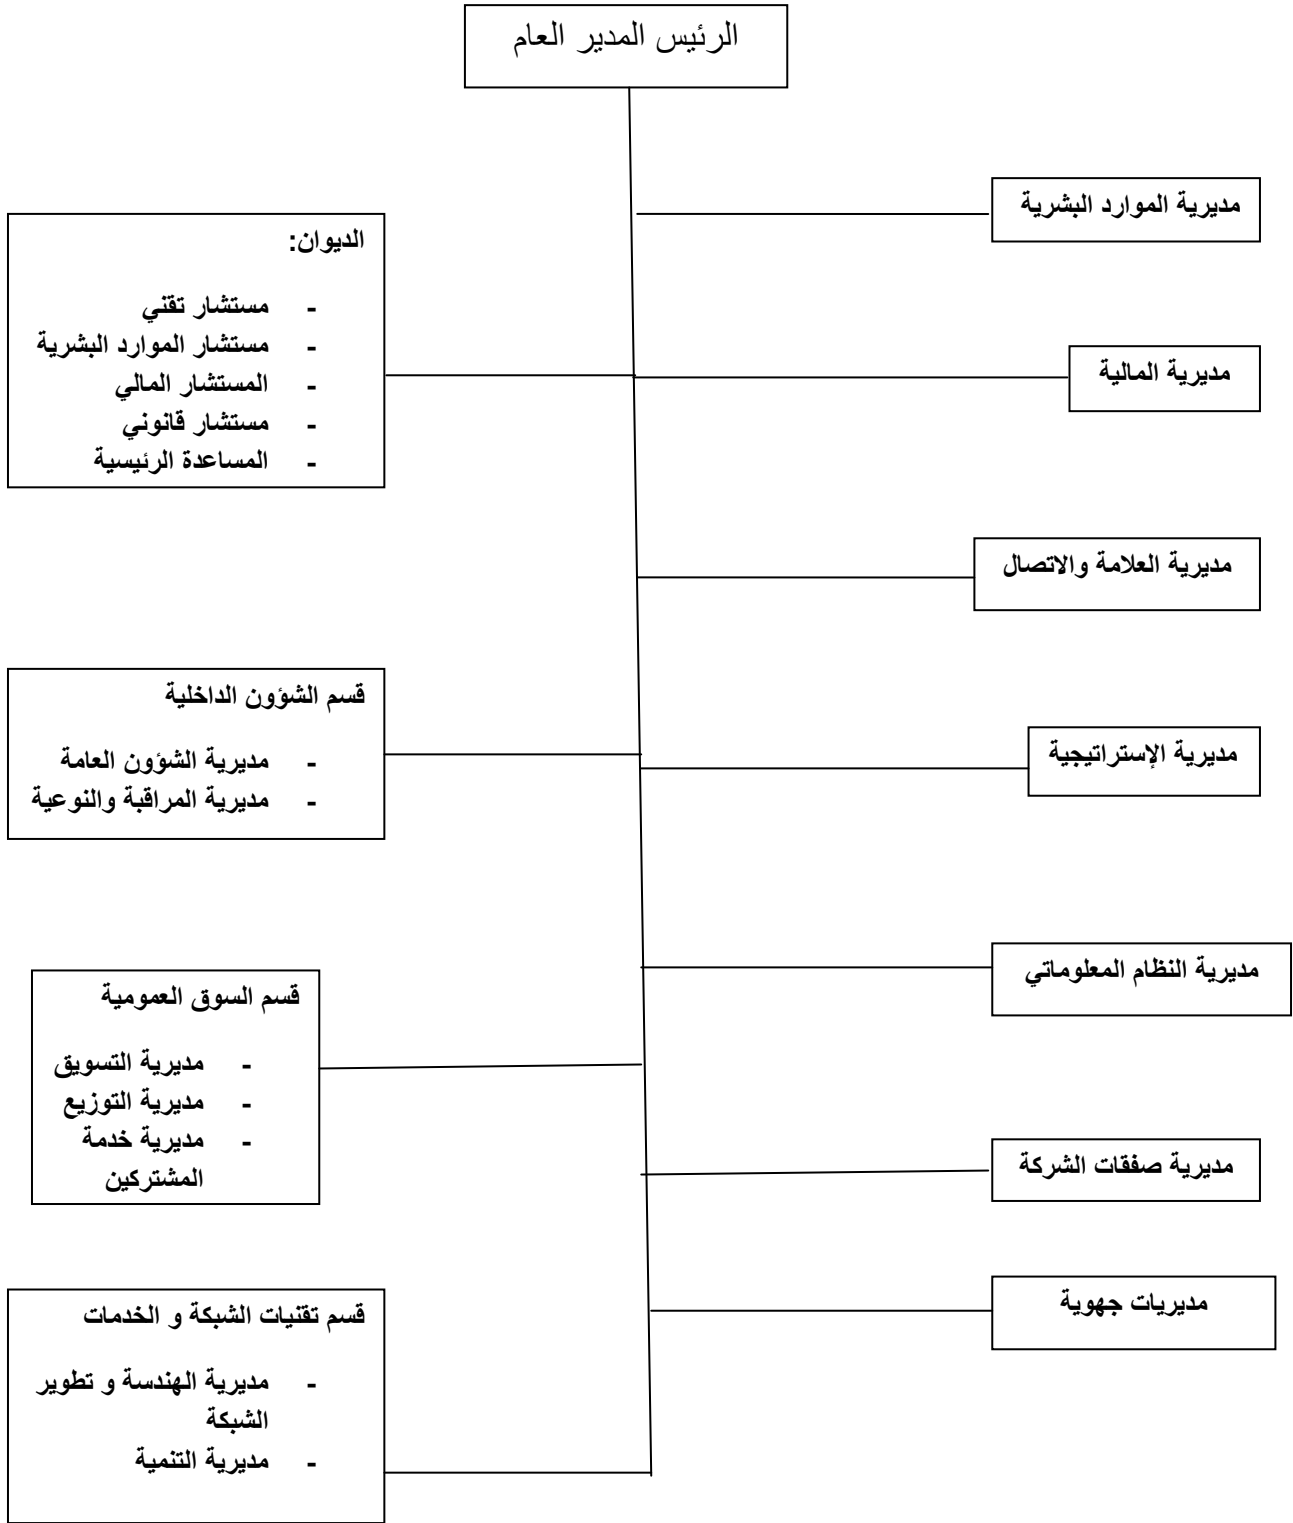 الرئيس المدير العام
مديرية الموارد البشرية
الديوان:
- مستشار تقني
- مستشار الموارد البشرية
- المستشار المالي
- مستشار قانوني
- المساعدة الرئيسية
مديرية المالية
مديرية العلامة والاتصال
قسم الشؤون الداخلية
- مديرية الشؤون العامة
- مديرية المراقبة والنوعية
مديرية الإستراتيجية
مديرية النظام المعلوماتي
قسم السوق العمومية
- مديرية التسويق
- مديرية التوزيع
- مديرية خدمة
المشتركين
مديرية صفقات الشركة
مديريات جهوية
قسم تقنيات الشبكة و الخدمات
- مديرية الهندسة و تطوير
الشبكة
- مديرية التنمية